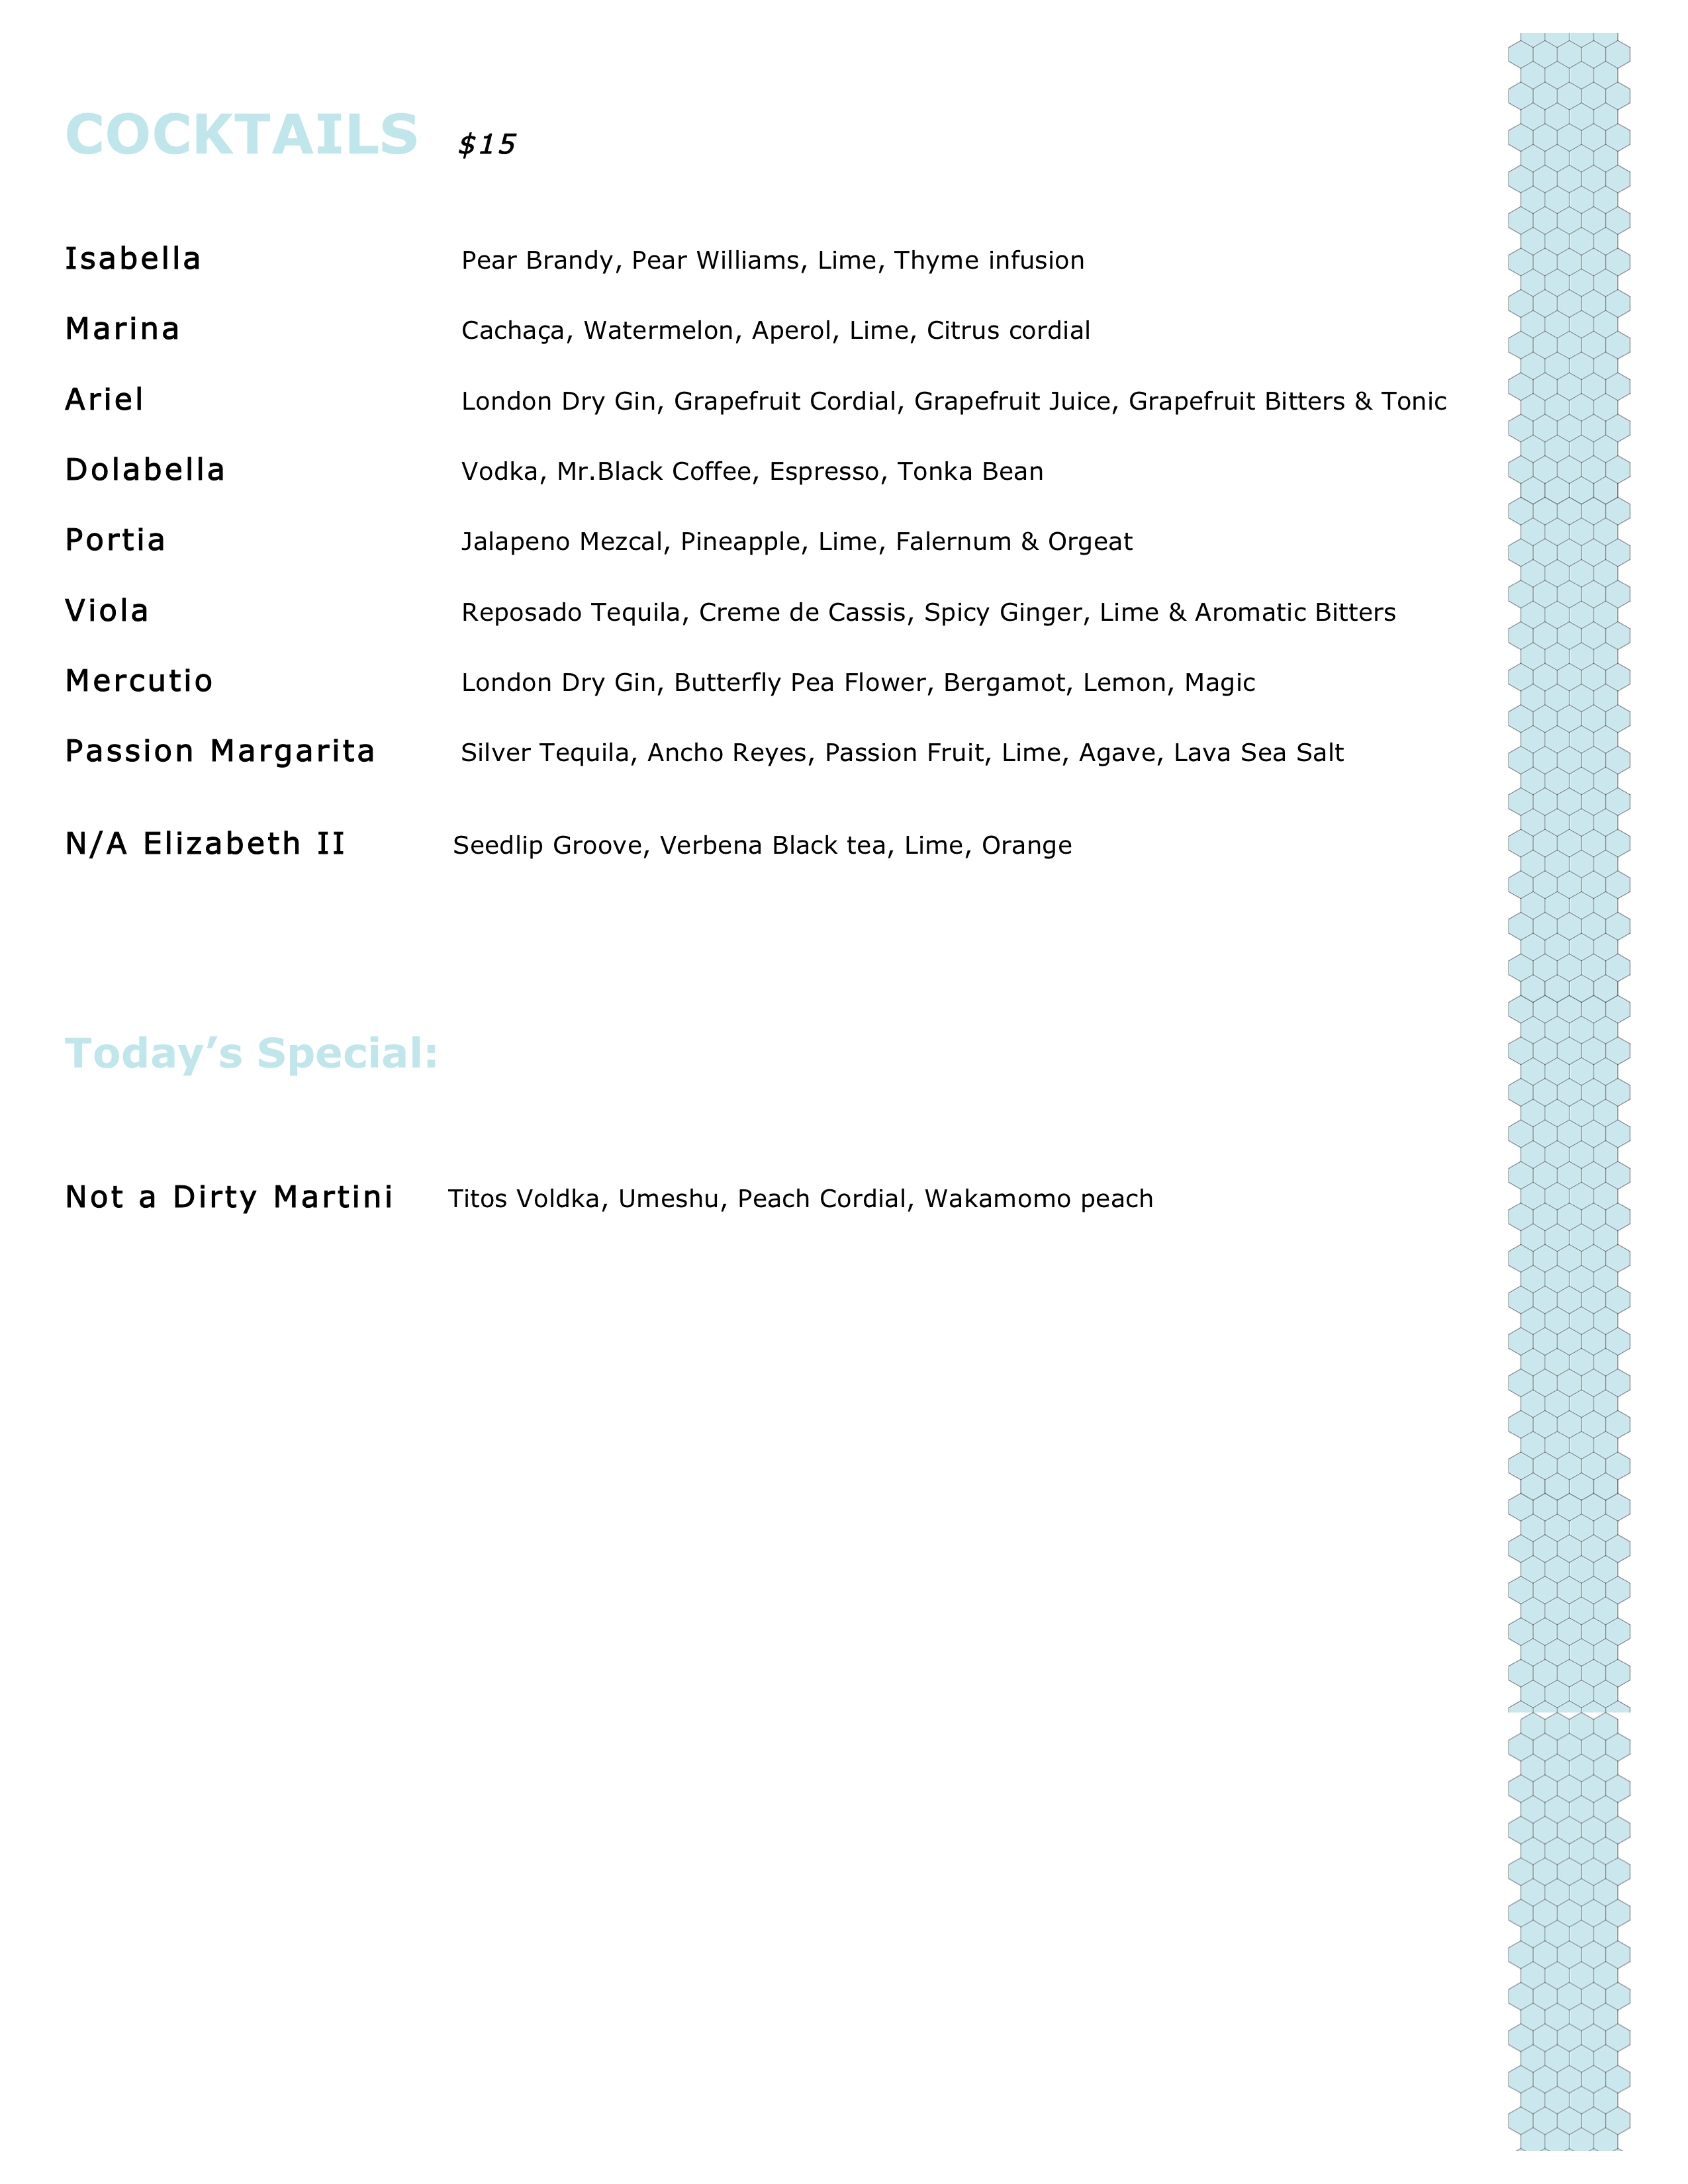 COCKTAILS $15
Isabella Pear Brandy, Pear Williams, Lime, Thyme infusion
Marina Cachaça, Watermelon, Aperol, Lime, Citrus cordial
Ariel London Dry Gin, Grapefruit Cordial, Grapefruit Juice, Grapefruit Bitters & Tonic
Dolabella Vodka, Mr.Black Coffee, Espresso, Tonka Bean
Portia Jalapeno Mezcal, Pineapple, Lime, Falernum & Orgeat
Viola Reposado Tequila, Creme de Cassis, Spicy Ginger, Lime & Aromatic Bitters
Mercutio London Dry Gin, Butterfly Pea Flower, Bergamot, Lemon, Magic
Passion Margarita Silver Tequila, Ancho Reyes, Passion Fruit, Lime, Agave, Lava Sea Salt
N/A Elizabeth II Seedlip Groove, Verbena Black tea, Lime, Orange
Today’s Special:
Not a Dirty Martini Titos Voldka, Umeshu, Peach Cordial, Wakamomo peach